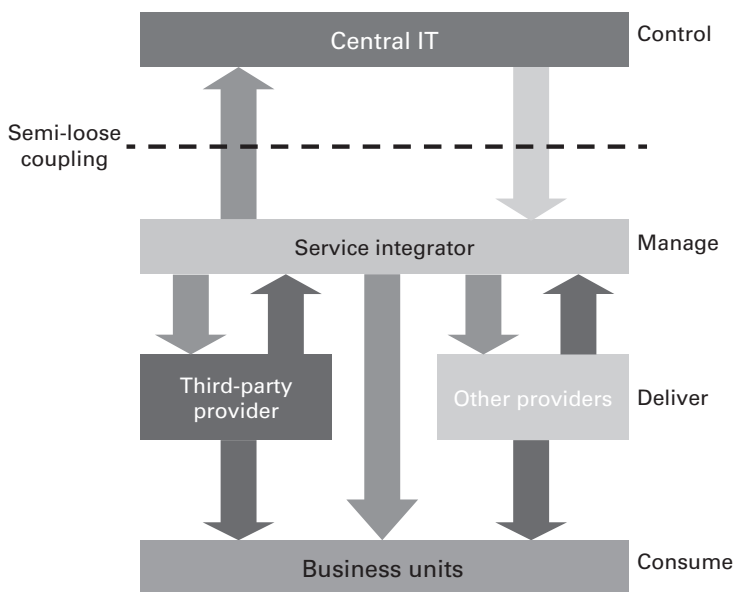 Central IT
Control
Semi-loose
coupling
Service integrator
Manage
Third-party
provider
Other providers
Deliver
Business units
Consume